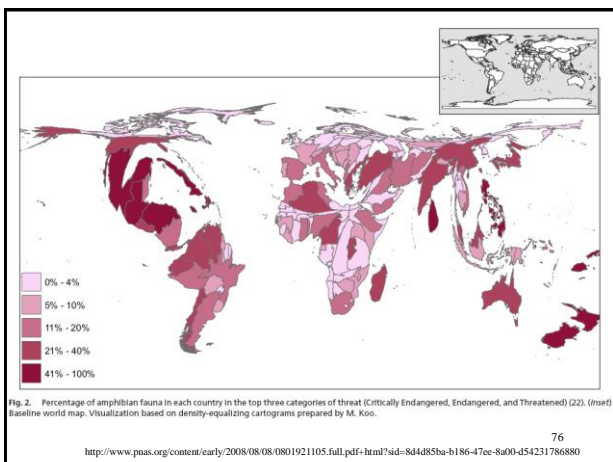 0% - 4%
5% - 10%
11% - 20%
21% - 40%
41% - 100%
Fig. 2. Percentage of amphibian fauna in each country in the top three categories of threat (Critically Endangered, Endangered, and Threatened) (22). (Inset)
Baseline world map. Visualization based on density-equalizing cartograms prepared by M. Koo.
76
http://www.pnas.org/content/early/2008/08/08/0801921105.full.pdf+html?sid=8d4d85ba-b186-47ee-8a00-d54231786880